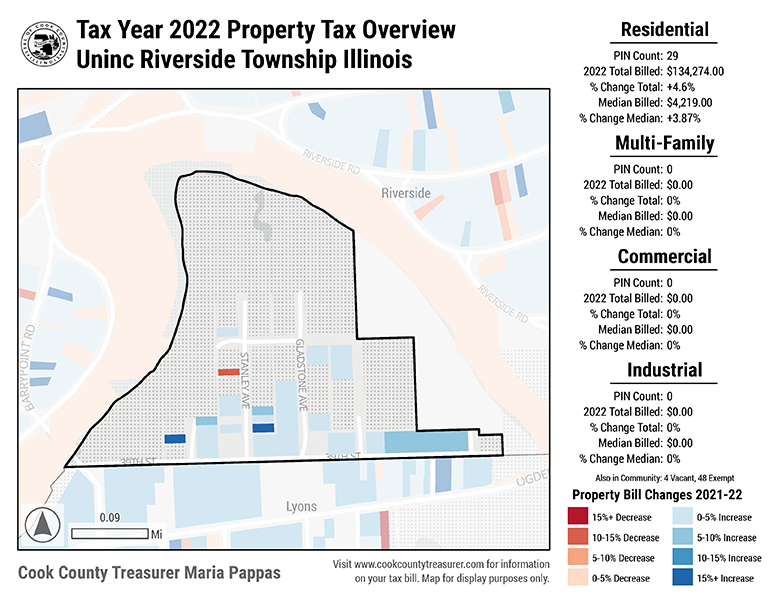 Tax Year 2022 Property Tax Overview
Uninc Riverside Township Illinois
RIVERSIDE RD
Riverside
RIVERSIDE RD
BARRYPOINT RD
STANLEY AVE
GLADSTONE AVE
39TH ST
39TH ST
OGDE
Lyons
0.09
Mi
Cook County Treasurer Maria Pappas
Visit www.cookcountytreasurer.com for information
on your tax bill. Map for display purposes only.
Residential
PIN Count: 29
2022 Total Billed: $134,274.00
% Change Total: +4.6%
Median Billed: $4,219.00
% Change Median: +3.87%
Multi-Family
PIN Count: 0
2022 Total Billed: $0.00
% Change Total: 0%
Median Billed: $0.00
% Change Median: 0%
Commercial
PIN Count: 0
2022 Total Billed: $0.00
% Change Total: 0%
Median Billed: $0.00
% Change Median: 0%
Industrial
PIN Count: 0
2022 Total Billed: $0.00
% Change Total: 0%
Median Billed: $0.00
% Change Median: 0%
Also in Community: 4 Vacant, 48 Exempt
Property Bill Changes 2021-22
15%+ Decrease
10-15% Decrease
5-10% Decrease
0-5% Decrease
0-5% Increase
5-10% Increase
10-15% Increase
15%+ Increase